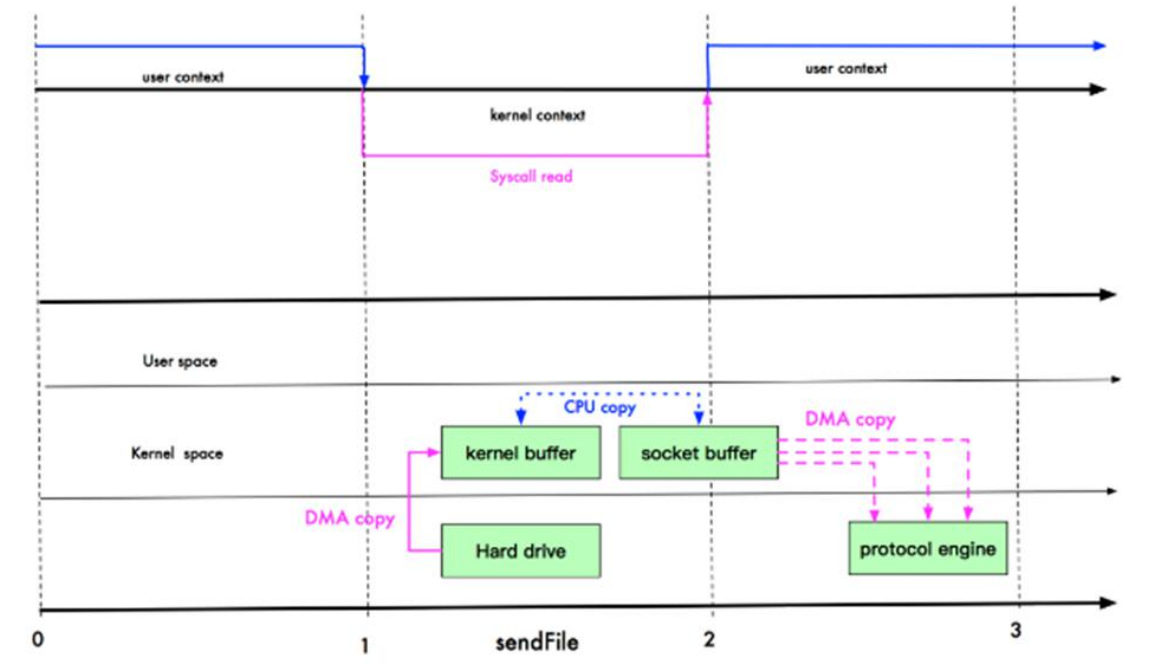 user context
user context
kernel context
Syscall read
User space
CPU copy
DMA copy
Kernel space
kernel buffer
socket buffer
DMA copy
Hard drive
protocol engine
0
1
sendFile
2
3